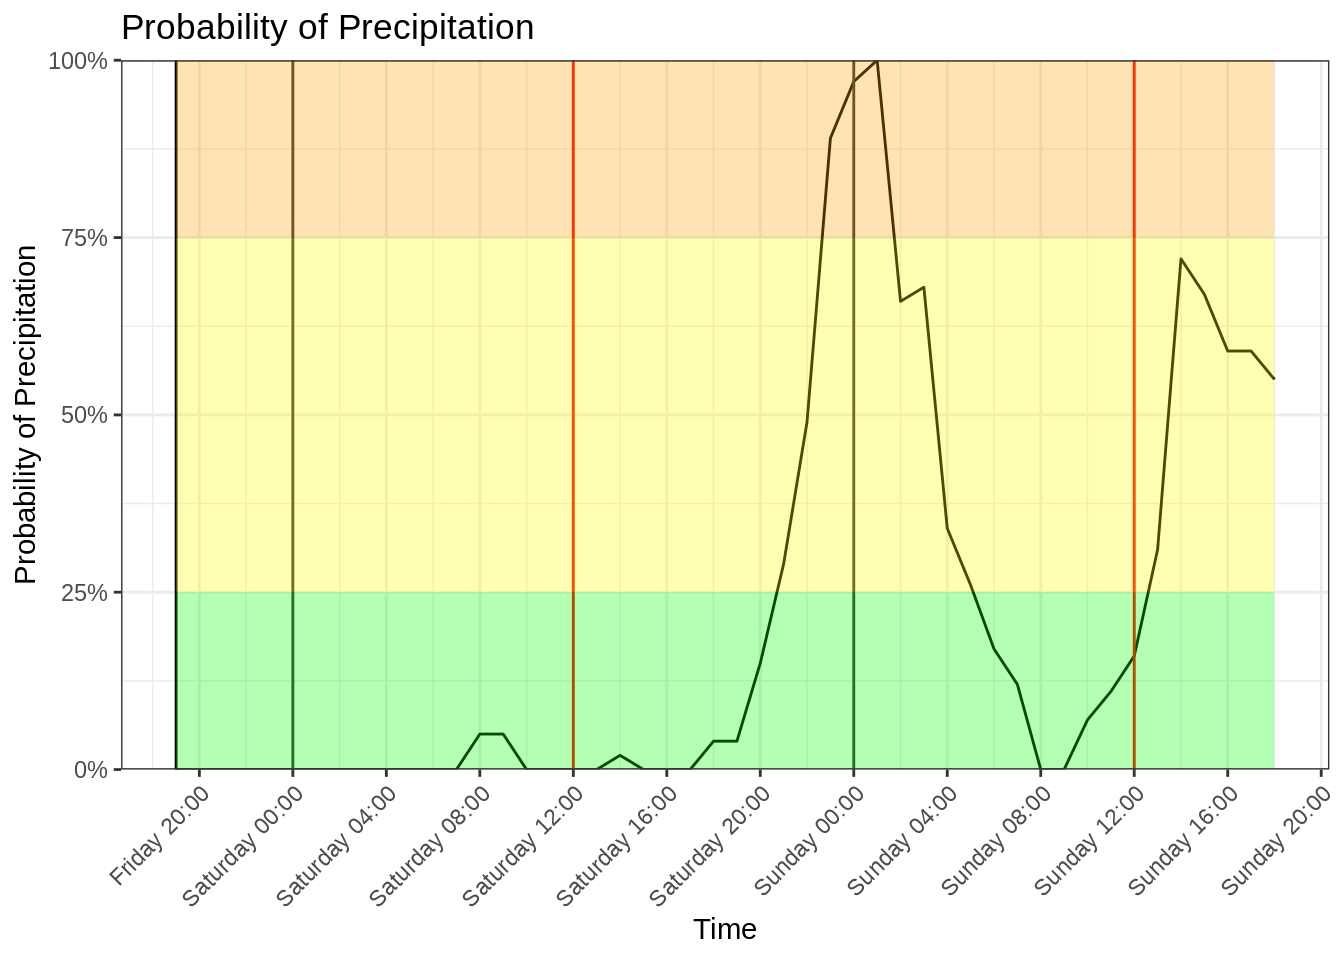 Probability of Precipitation
Probability of Precipitation
100%
75%
50%
25%
0%
Friday 20:00
Saturday 00:00
Saturday 04:00
Saturday 08:00
Saturday 12:00
Saturday 16:00
Saturday 20:00
Sunday 00:00
Sunday 04:00
Sunday 08:00
Sunday 12:00
Sunday 16:00
Sunday 20:00
Time